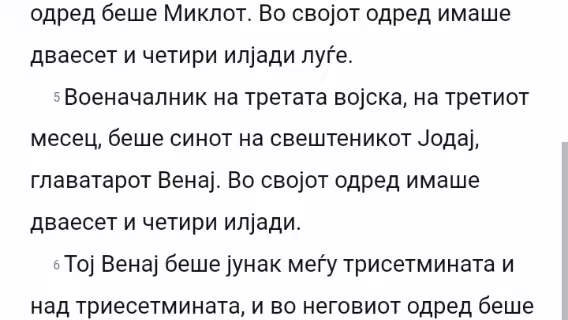 одред беше Миклот. Во својот одред имаше
дваесет и четири илјади луѓе.
5 Военачалник на третата војска, на третиот
месец, беше синот на свештеникот Јодај,
главатарот Венај. Во својот одред имаше
дваесет и четири илјади.
6 Тој Венај беше јунак меѓу трисетмината и
над триесетмината, и во неговиот одред беше